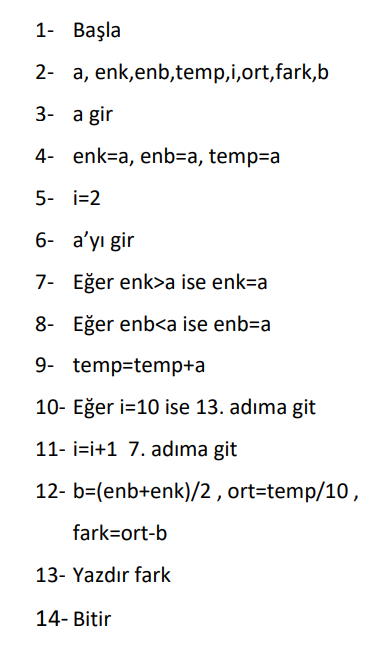 1- Başla
2- a, enk,enb,temp,i,ort,fark,b
3- a gir
4- enk=a, enb=a, temp=a
5- i=2
6- a’yı gir
7- Eğer enk>a ise enk=a
8- Eğer enb<a ise enb=a
9- temp=temp+a
10- Eğer i=10 ise 13. adıma git
11- i=i+1 7. adıma git
12- b=(enb+enk)/2 , ort=temp/10 ,
fark=ort-b
13- Yazdır fark
14- Bitir